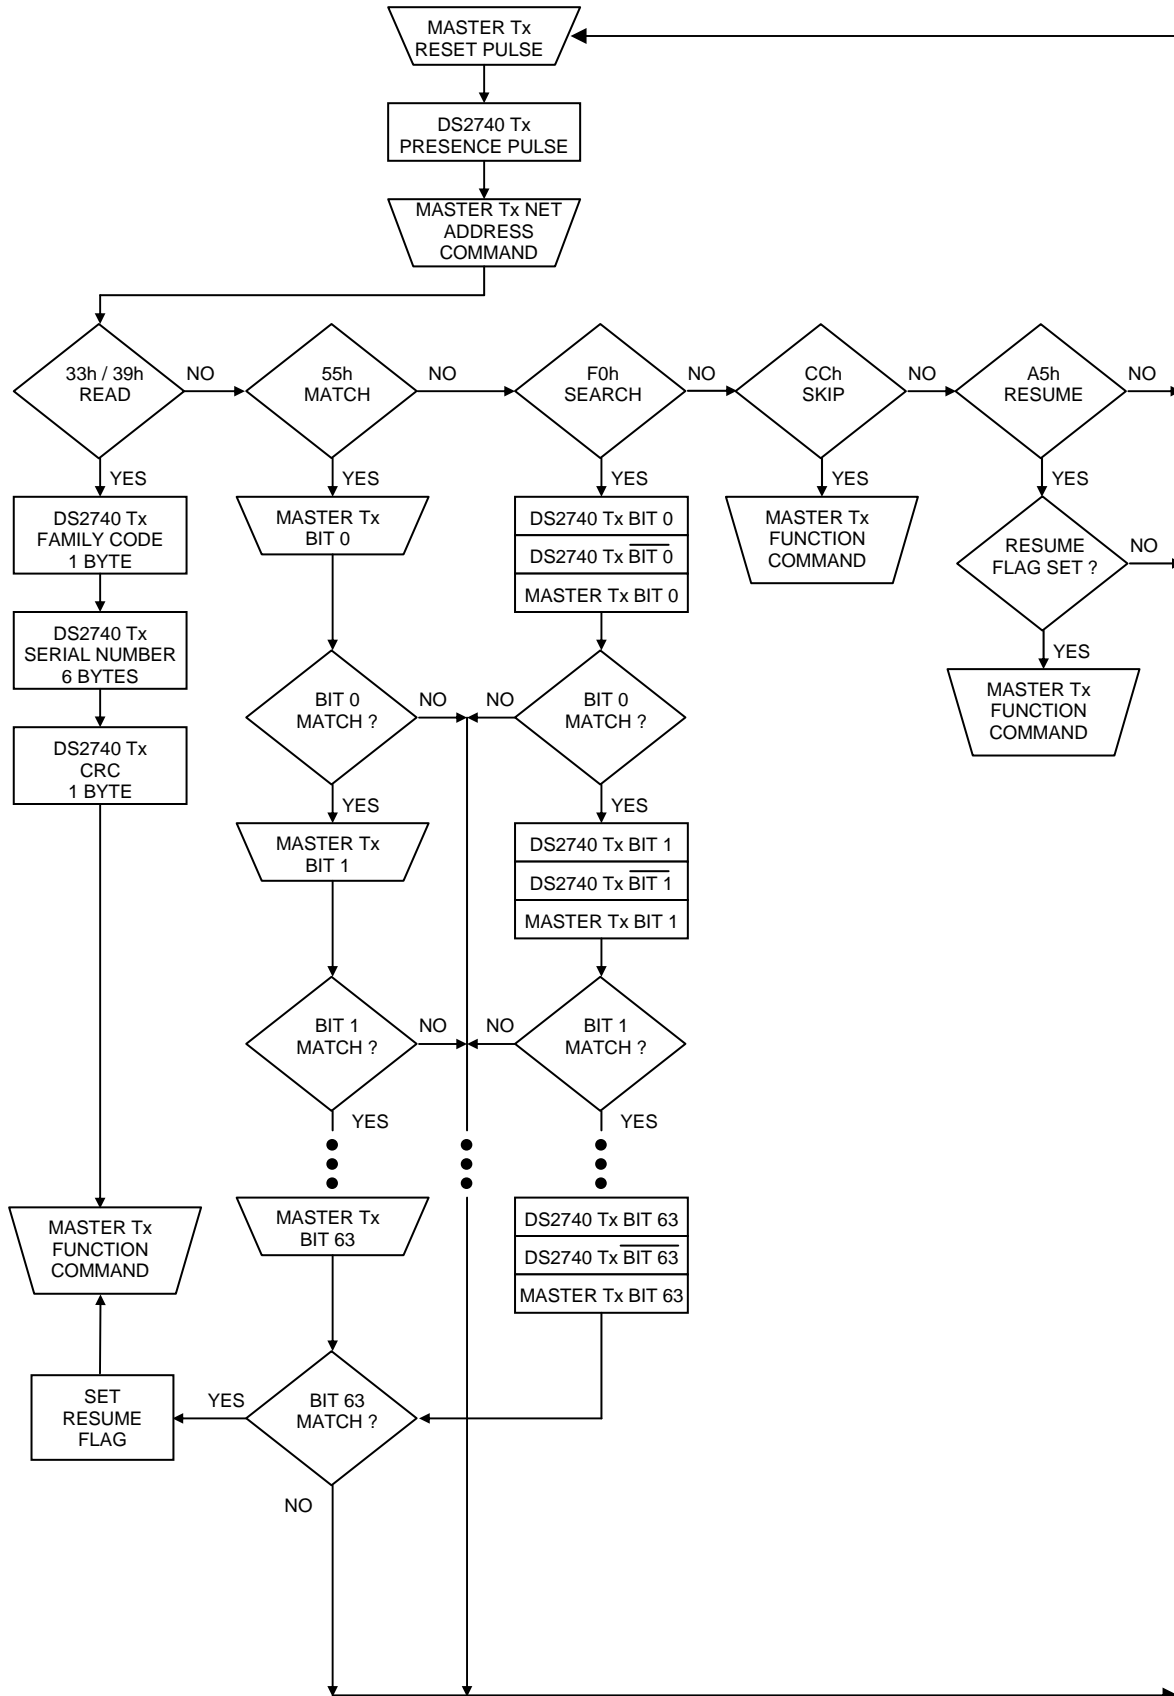 MASTER Tx
RESET PULSE
DS2740 Tx
PRESENCE PULSE
MASTER Tx NET
ADDRESS
COMMAND
33h / 39h
READ
NO
55h
MATCH
NO
F0h
SEARCH
NO
CCh
SKIP
NO
A5h
RESUME
NO
YES
YES
YES
YES
YES
DS2740 Tx
FAMILY CODE
1 BYTE
DS2740 Tx
SERIAL NUMBER
6 BYTES
DS2740 Tx
CRC
1 BYTE
MASTER Tx
BIT 0
BIT 0
MATCH ?
NO
YES
MASTER Tx
BIT 1
BIT 1
MATCH ?
NO
YES
MASTER Tx
BIT 63
BIT 63
MATCH ?
YES
NO
SET
RESUME
FLAG
MASTER Tx
FUNCTION
COMMAND
DS2740 Tx BIT 0
DS2740 Tx BIT 0
MASTER Tx BIT 0
NO
BIT 0
MATCH ?
YES
DS2740 Tx BIT 1
DS2740 Tx BIT 1
MASTER Tx BIT 1
NO
BIT 1
MATCH ?
YES
DS2740 Tx BIT 63
DS2740 Tx BIT 63
MASTER Tx BIT 63
MASTER Tx
FUNCTION
COMMAND
RESUME
FLAG SET ?
NO
YES
MASTER Tx
FUNCTION
COMMAND